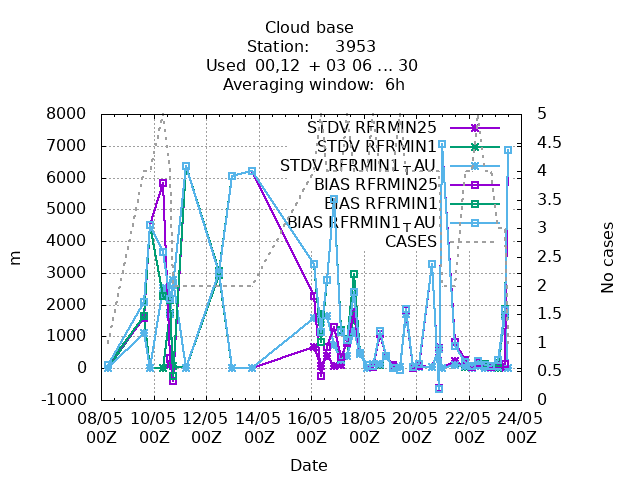 Cloud base
Station: 3953
Used 00,12 + 03 06 ... 30
Averaging window: 6h
8000
7000
6000
5000
4000
3000
2000
1000
0
-1000
m
5
4.5
4
3.5
3
2.5
2
1.5
1
0.5
0
No cases
STDV RFRMIN25
STDV RFRMIN1
STDV RFRMIN1_AU
BIAS RFRMIN25
BIAS RFRMIN1
BIAS RFRMIN1_AU
CASES
08/05 10/05 12/05 14/05 16/05 18/05 20/05 22/05 24/05
00Z 00Z 00Z 00Z 00Z 00Z 00Z 00Z 00Z
Date